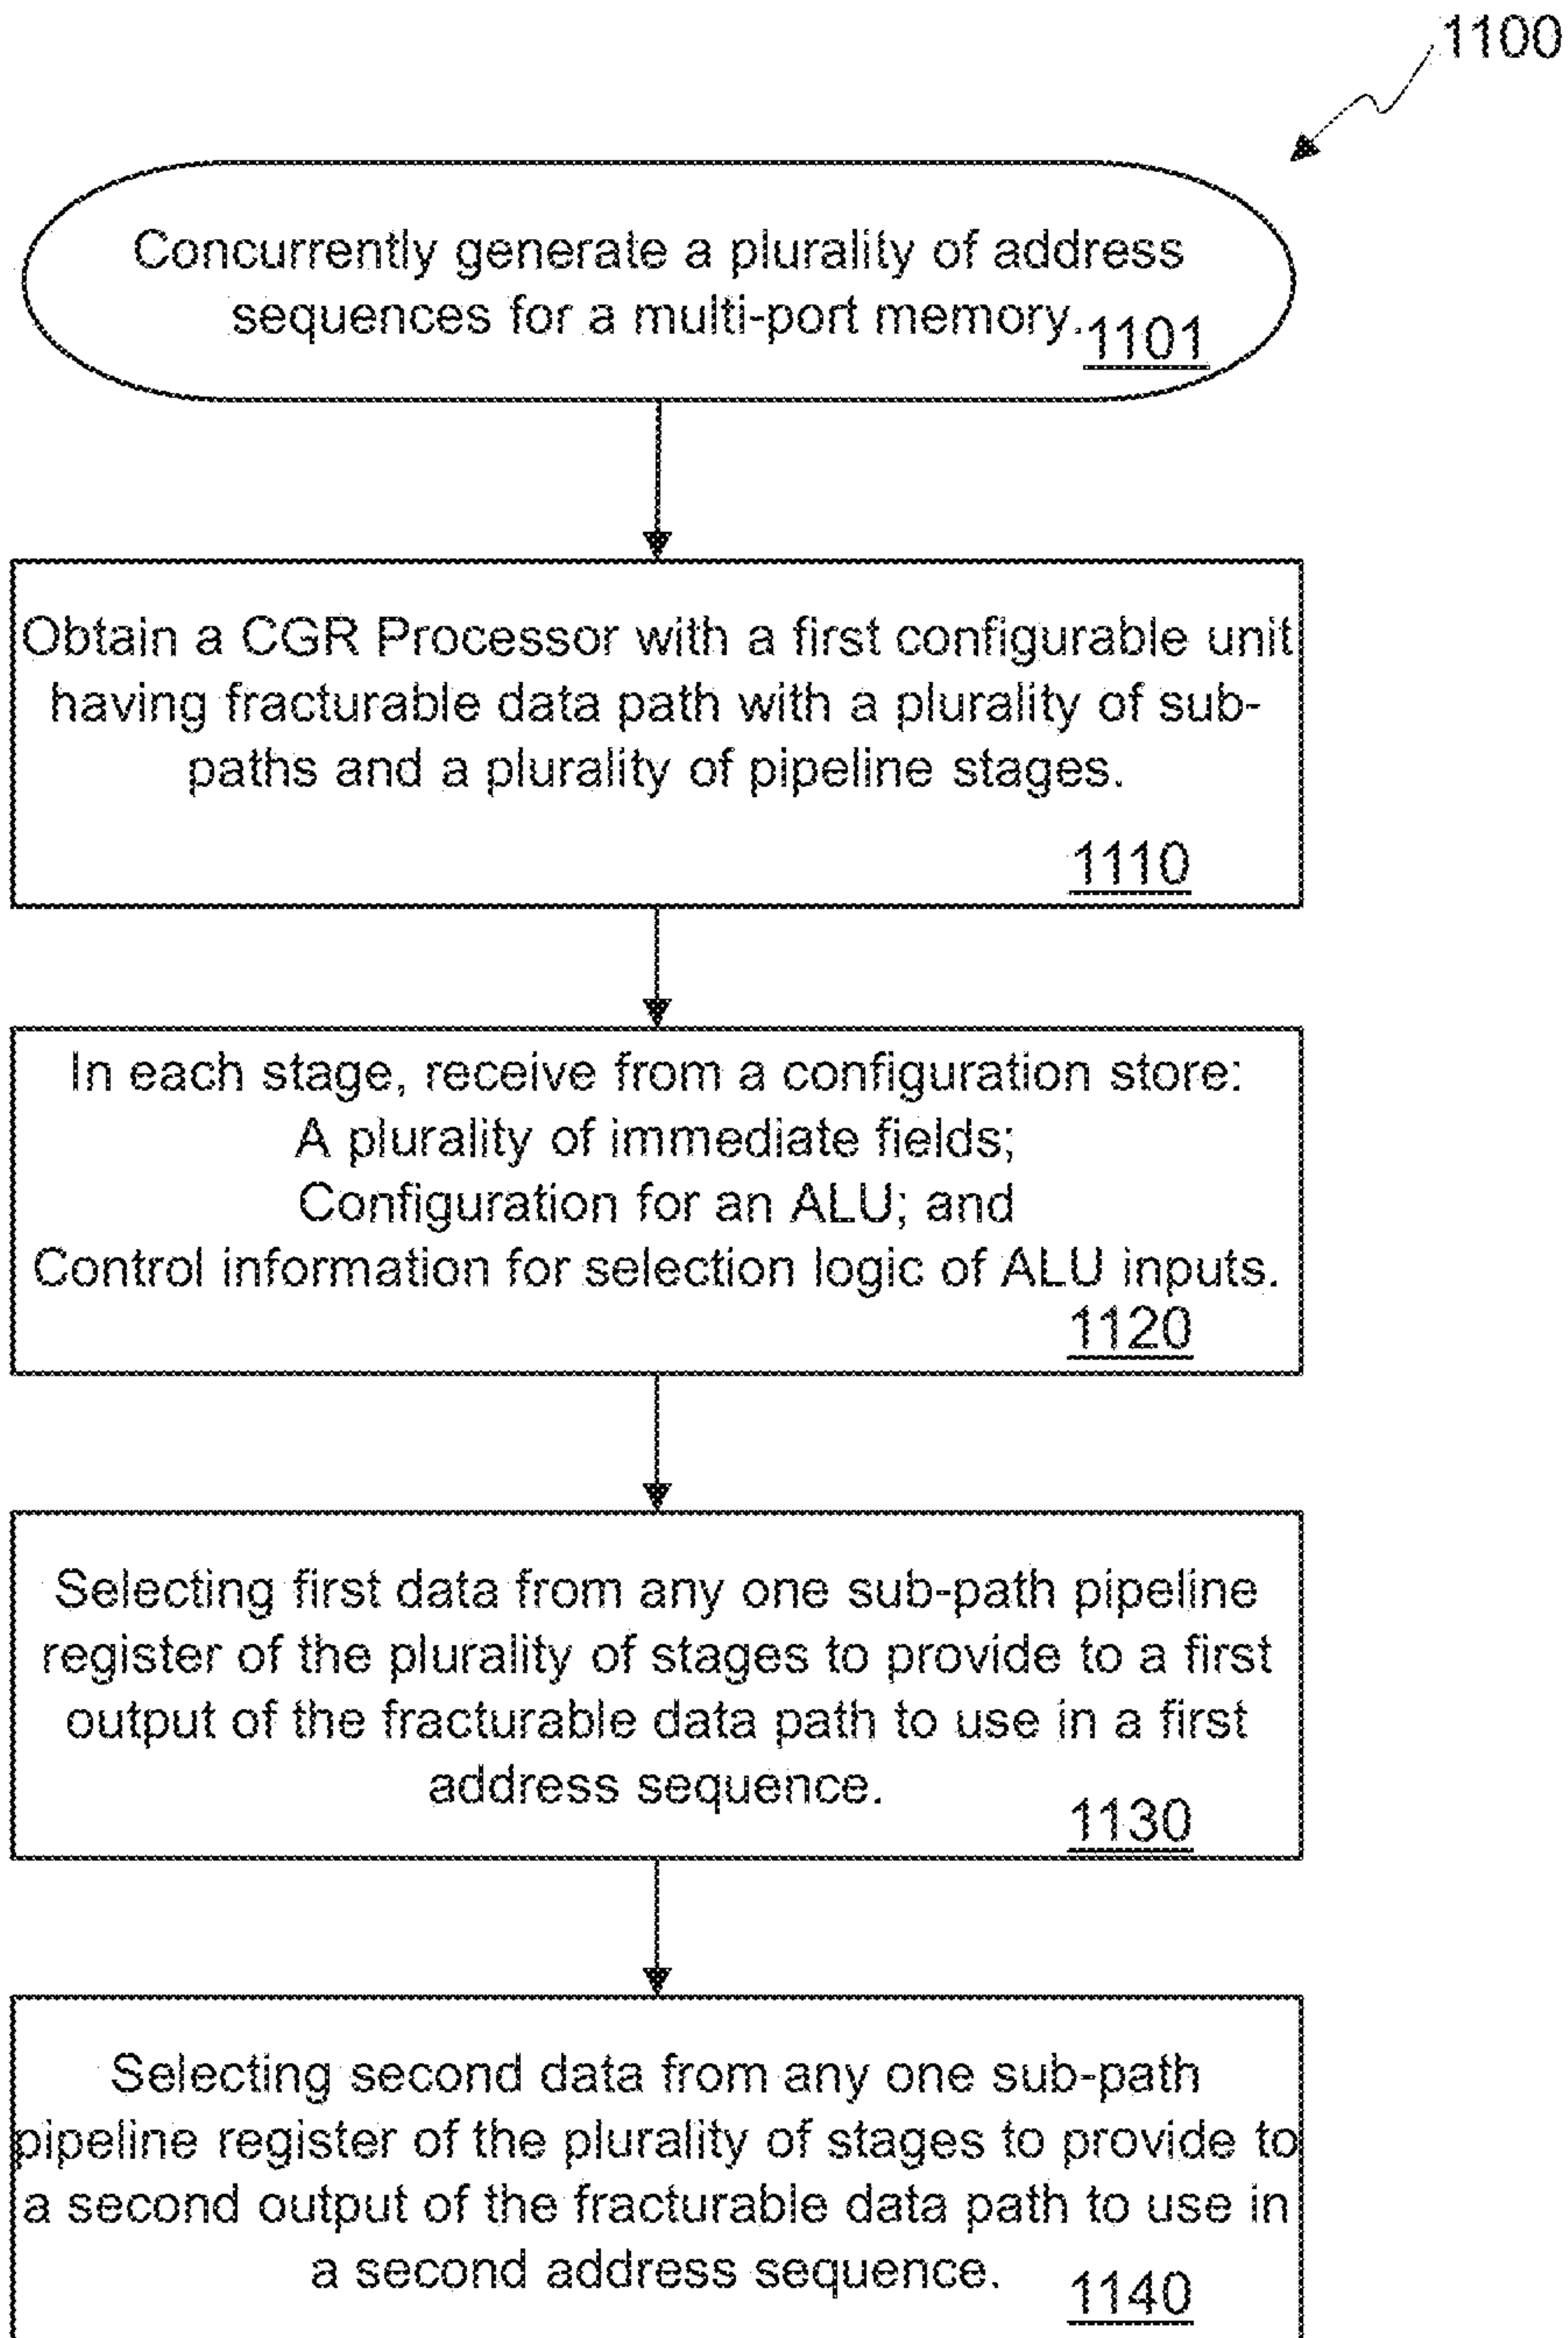 1100
Concurrently generate a plurality of address
sequences for a multi-port memory.
1101
Obtain a CGR Processor with a first configurable unit
having fracturable data path with a plurality of sub-
paths and a plurality of pipeline stages.
1110
In each stage, receive from a configuration store:
A plurality of immediate fields;
Configuration for an ALU; and
Control information for selection logic of ALU inputs.
1120
Selecting first data from any one sub-path pipeline
register of the plurality of stages to provide to a first
output of the fracturable data path to use in a first
address sequence.
1130
Selecting second data from any one sub-path
pipeline register of the plurality of stages to provide to
a second output of the fracturable data path to use in
a second address sequence.
1140